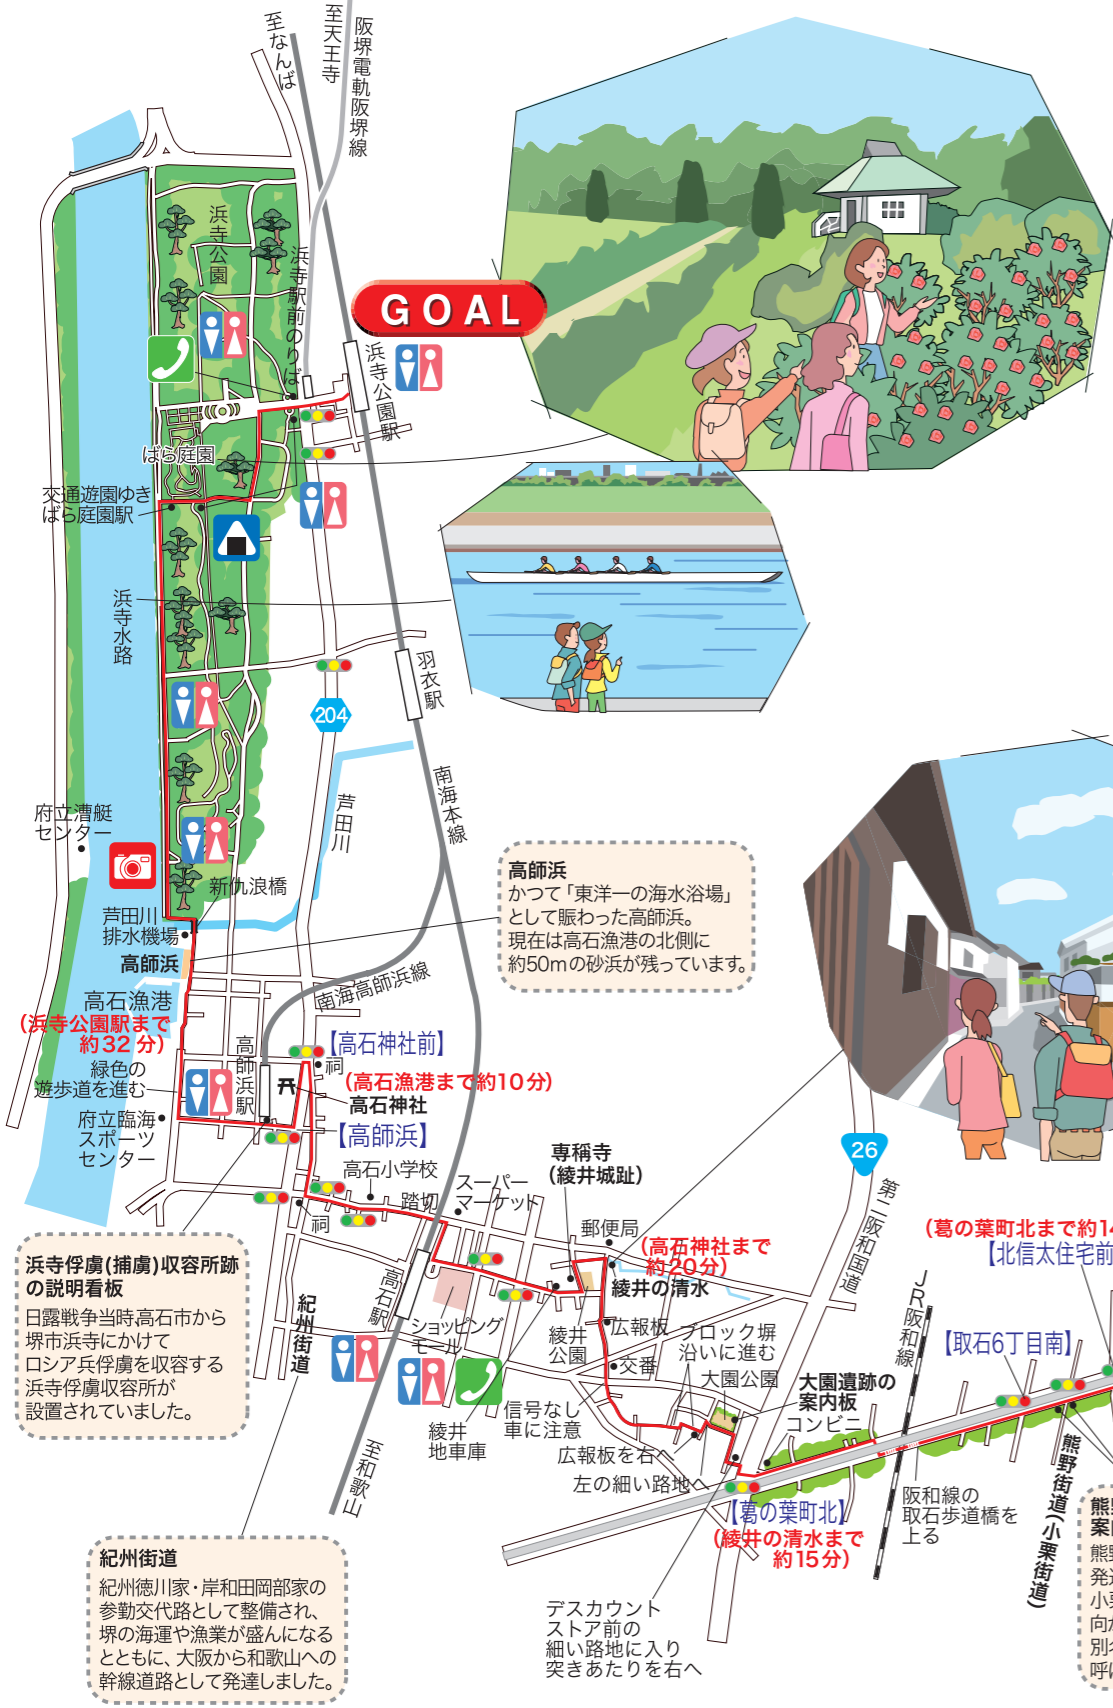 至なんば
至天王寺
阪堺電軌阪堺線
浜寺公園
浜寺駅前のりば
GOAL
浜寺公園駅
ばら庭園
交通遊園ゆき
ばら庭園駅
浜寺水路
羽衣駅
204
南海本線
芦田川
府立漕艇
センター
新仇浪橋
芦田川
排水機場
高師浜
高師浜
かつて「東洋一の海水浴場」
として賑わった高師浜。
現在は高石漁港の北側に
約50mの砂浜が残っています。
高石漁港
(浜寺公園駅まで
約32分)
南海高師浜線
緑色の
遊歩道を進む
高師浜駅
【高石神社前】
祠
(高石漁港まで約10分)
高石神社
府立臨海
スポーツ
センター
【高師浜】
高石小学校
踏切
スーパー
マーケット
専稱寺
(綾井城趾)
26
第二阪和国道
祠
郵便局
(高石神社まで
約20分)
綾井の清水
浜寺俘虜(捕虜)収容所跡
の説明看板
日露戦争当時,高石市から
堺市浜寺にかけて
ロシア兵俘虜を収容する
浜寺俘虜収容所が
設置されていました。
紀州街道
高石駅
ショッピング
モール
綾井
公園
広報板
交番
ブロック塀
沿いに進む
大園公園
大園遺跡の
案内板
コンビニ
綾井
地車庫
信号なし
車に注意
広報板を右へ
左の細い路地へ
至和歌山
【葛の葉町北】
(綾井の清水まで
約15分)
(葛の葉町北まで約14
【北信太住宅前
JR阪和線
【取石6丁目南】
阪和線の
取石歩道橋を
上る
熊野街道(小栗街道)
紀州街道
紀州徳川家・岸和田岡部家の
参勤交代路として整備され、
堺の海運や漁業が盛んになる
とともに、大阪から和歌山への
幹線道路として発達しました。
デスカウント
ストア前の
細い路地に入り
突きあたりを右へ
熊野
案内
熊野
発達
小栗
向か
別名
呼ば